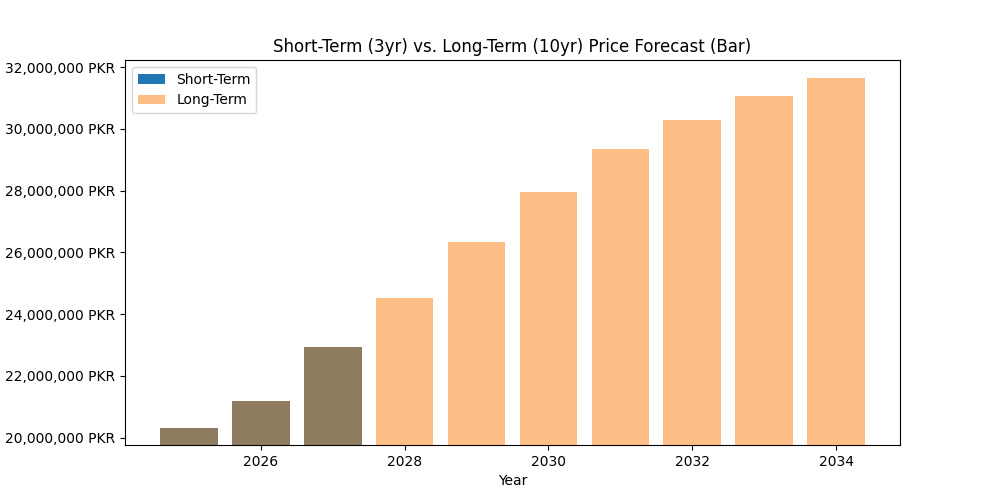 Short-Term (3yr) vs. Long-Term (10yr) Price Forecast (Bar)
32,000,000 PKR
30,000,000 PKR
28,000,000 PKR
26,000,000 PKR
24,000,000 PKR
22,000,000 PKR
20,000,000 PKR
Short-Term
Long-Term
2026 2028 2030 2032 2034
Year